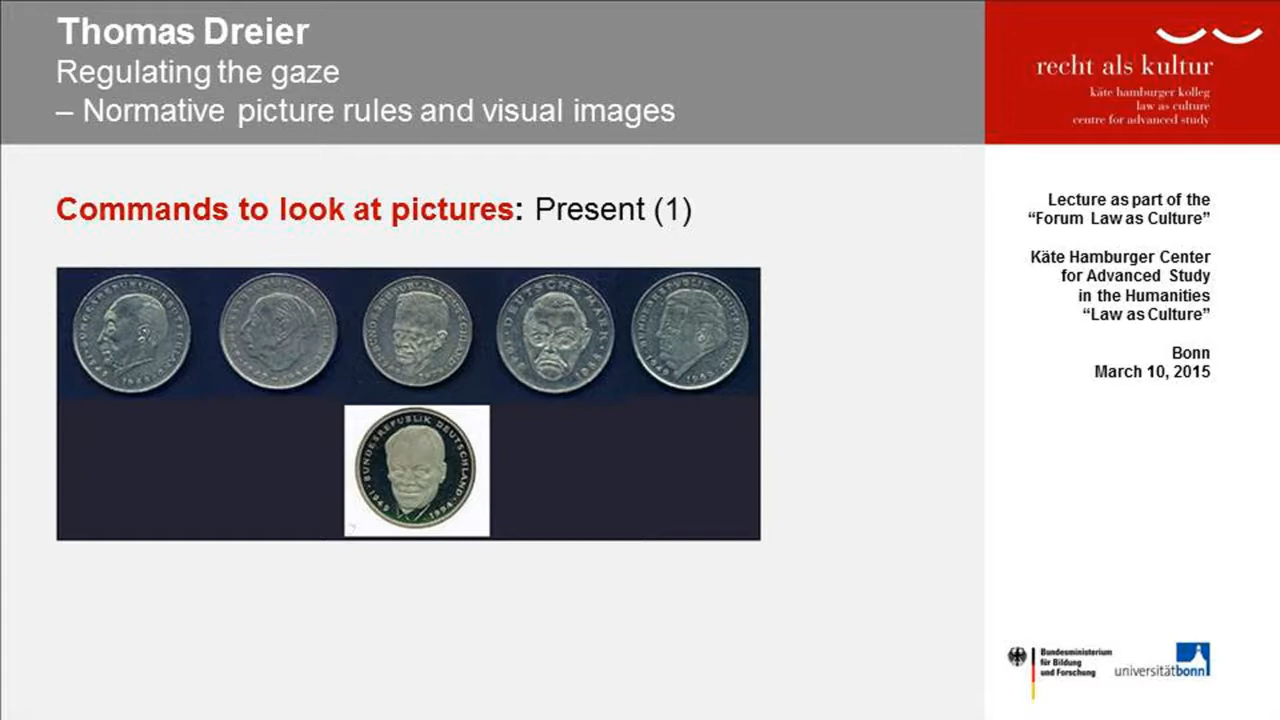 Thomas Dreier
Regulating the gaze
– Normative picture rules and visual images
recht als kultur
käte hamburger kolleg
law as culture
centre for advanced study
Commands to look at pictures: Present (1)
Lecture as part of the
“Forum Law as Culture”
Käte Hamburger Center
for Advanced Study
in the Humanities
“Law as Culture”
Bonn
March 10, 2015
BUNDESREPUBLIK DEUTSCHLAND
1949
1994
Bundesministerium
für Bildung
und Forschung
universitätbonn